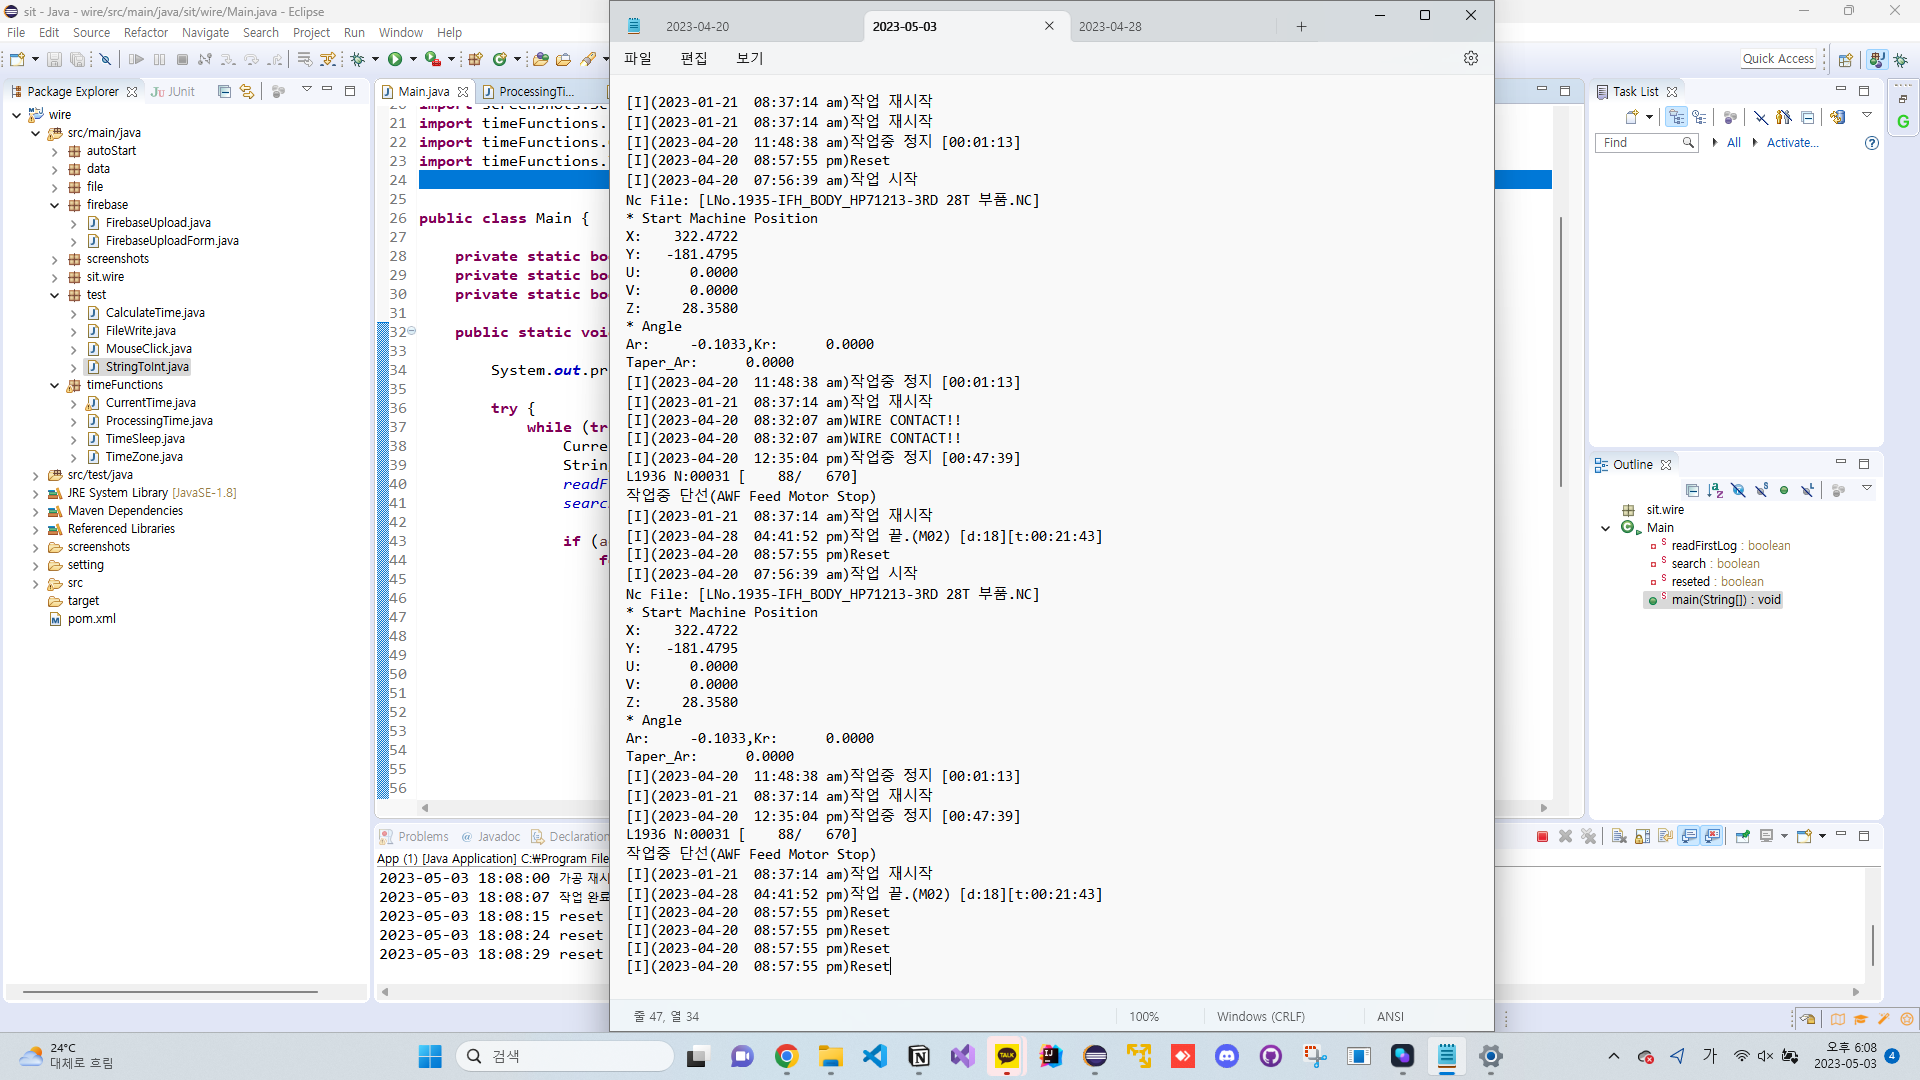 sit - Java - wire/src/main/java/sit/wire/Main.java - Eclipse
File Edit Source Refactor Navigate Search Project Run Window Help
Quick Access
Package Explorer
JUnit
wire
src/main/java
autoStart
data
file
firebase
FirebaseUpload.java
FirebaseUploadForm.java
screenshots
sit.wire
test
CalculateTime.java
FileWrite.java
MouseClick.java
StringToInt.java
timeFunctions
CurrentTime.java
ProcessingTime.java
TimeSleep.java
TimeZone.java
src/test/java
JRE System Library [JavaSE-1.8]
Maven Dependencies
Referenced Libraries
screenshots
setting
src
target
pom.xml
Main.java
ProcessingTi...
21 import timeFunctions.
22 import timeFunctions.
23 import timeFunctions.
24
25
26 public class Main {
27
28 private static bo
29 private static bo
30 private static bo
31
32 public static voi
33
34 System.out.pr
35
36 try {
37 while (tr
38 Curre
39 Strin
40 readF
41 searc
42
43 if (a
44 fo
45
46
47
48
49
50
51
52
53
54
55
56
Problems
Javadoc
Declaration
App (1) [Java Application] C:₩Program File
2023-05-03 18:08:00 가공 재시
2023-05-03 18:08:07 작업 완료
2023-05-03 18:08:15 reset
2023-05-03 18:08:24 reset
2023-05-03 18:08:29 reset
2023-04-20
2023-05-03
2023-04-28
파일 편집 보기
[I](2023-01-21 08:37:14 am)작업 재시작
[I](2023-01-21 08:37:14 am)작업 재시작
[I](2023-04-20 11:48:38 am)작업중 정지 [00:01:13]
[I](2023-04-20 08:57:55 pm)Reset
[I](2023-04-20 07:56:39 am)작업 시작
Nc File: [LNo.1935-IFH_BODY_HP71213-3RD 28T 부품.NC]
* Start Machine Position
X: 322.4722
Y: -181.4795
U: 0.0000
V: 0.0000
Z: 28.3580
* Angle
Ar: -0.1033,Kr: 0.0000
Taper_Ar: 0.0000
[I](2023-04-20 11:48:38 am)작업중 정지 [00:01:13]
[I](2023-01-21 08:37:14 am)작업 재시작
[I](2023-04-20 08:32:07 am)WIRE CONTACT!!
[I](2023-04-20 08:32:07 am)WIRE CONTACT!!
[I](2023-04-20 12:35:04 pm)작업중 정지 [00:47:39]
L1936 N:00031 [ 88/ 670]
작업중 단선(AWF Feed Motor Stop)
[I](2023-01-21 08:37:14 am)작업 재시작
[I](2023-04-28 04:41:52 pm)작업 끝.(M02) [d:18][t:00:21:43]
[I](2023-04-20 08:57:55 pm)Reset
[I](2023-04-20 07:56:39 am)작업 시작
Nc File: [LNo.1935-IFH_BODY_HP71213-3RD 28T 부품.NC]
* Start Machine Position
X: 322.4722
Y: -181.4795
U: 0.0000
V: 0.0000
Z: 28.3580
* Angle
Ar: -0.1033,Kr: 0.0000
Taper_Ar: 0.0000
[I](2023-04-20 11:48:38 am)작업중 정지 [00:01:13]
[I](2023-01-21 08:37:14 am)작업 재시작
[I](2023-04-20 12:35:04 pm)작업중 정지 [00:47:39]
L1936 N:00031 [ 88/ 670]
작업중 단선(AWF Feed Motor Stop)
[I](2023-01-21 08:37:14 am)작업 재시작
[I](2023-04-28 04:41:52 pm)작업 끝.(M02) [d:18][t:00:21:43]
[I](2023-04-20 08:57:55 pm)Reset
[I](2023-04-20 08:57:55 pm)Reset
[I](2023-04-20 08:57:55 pm)Reset
[I](2023-04-20 08:57:55 pm)Reset
줄 47, 열 34
100%
Windows (CRLF)
ANSI
Task List
Find
All
Activate...
Outline
sit.wire
Main
readFirstLog : boolean
search : boolean
reseted : boolean
main(String[]) : void
24°C
대체로 흐림
검색
TALK
가
오후 6:08
2023-05-03
4